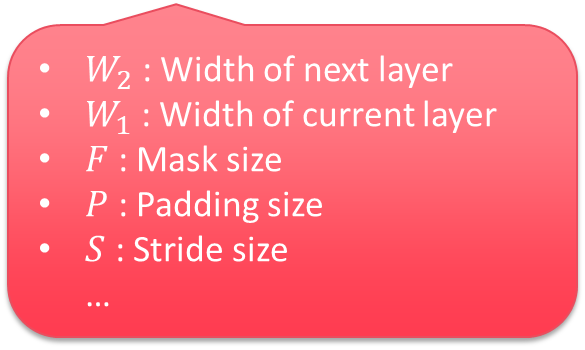 • W₂ : Width of next layer
• W₁ : Width of current layer
• F : Mask size
• P : Padding size
• S : Stride size
...